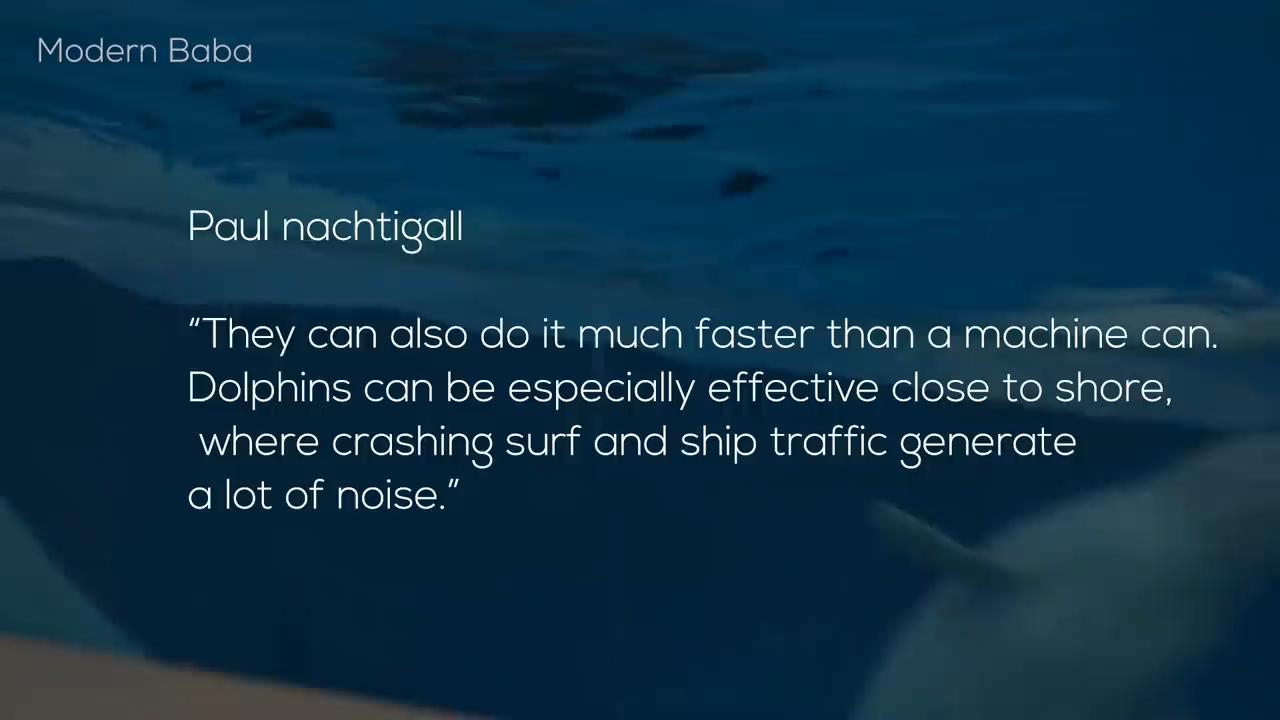 Modern Baba
Paul nachtigall
“They can also do it much faster than a machine can.
Dolphins can be especially effective close to shore,
where crashing surf and ship traffic generate
a lot of noise.”